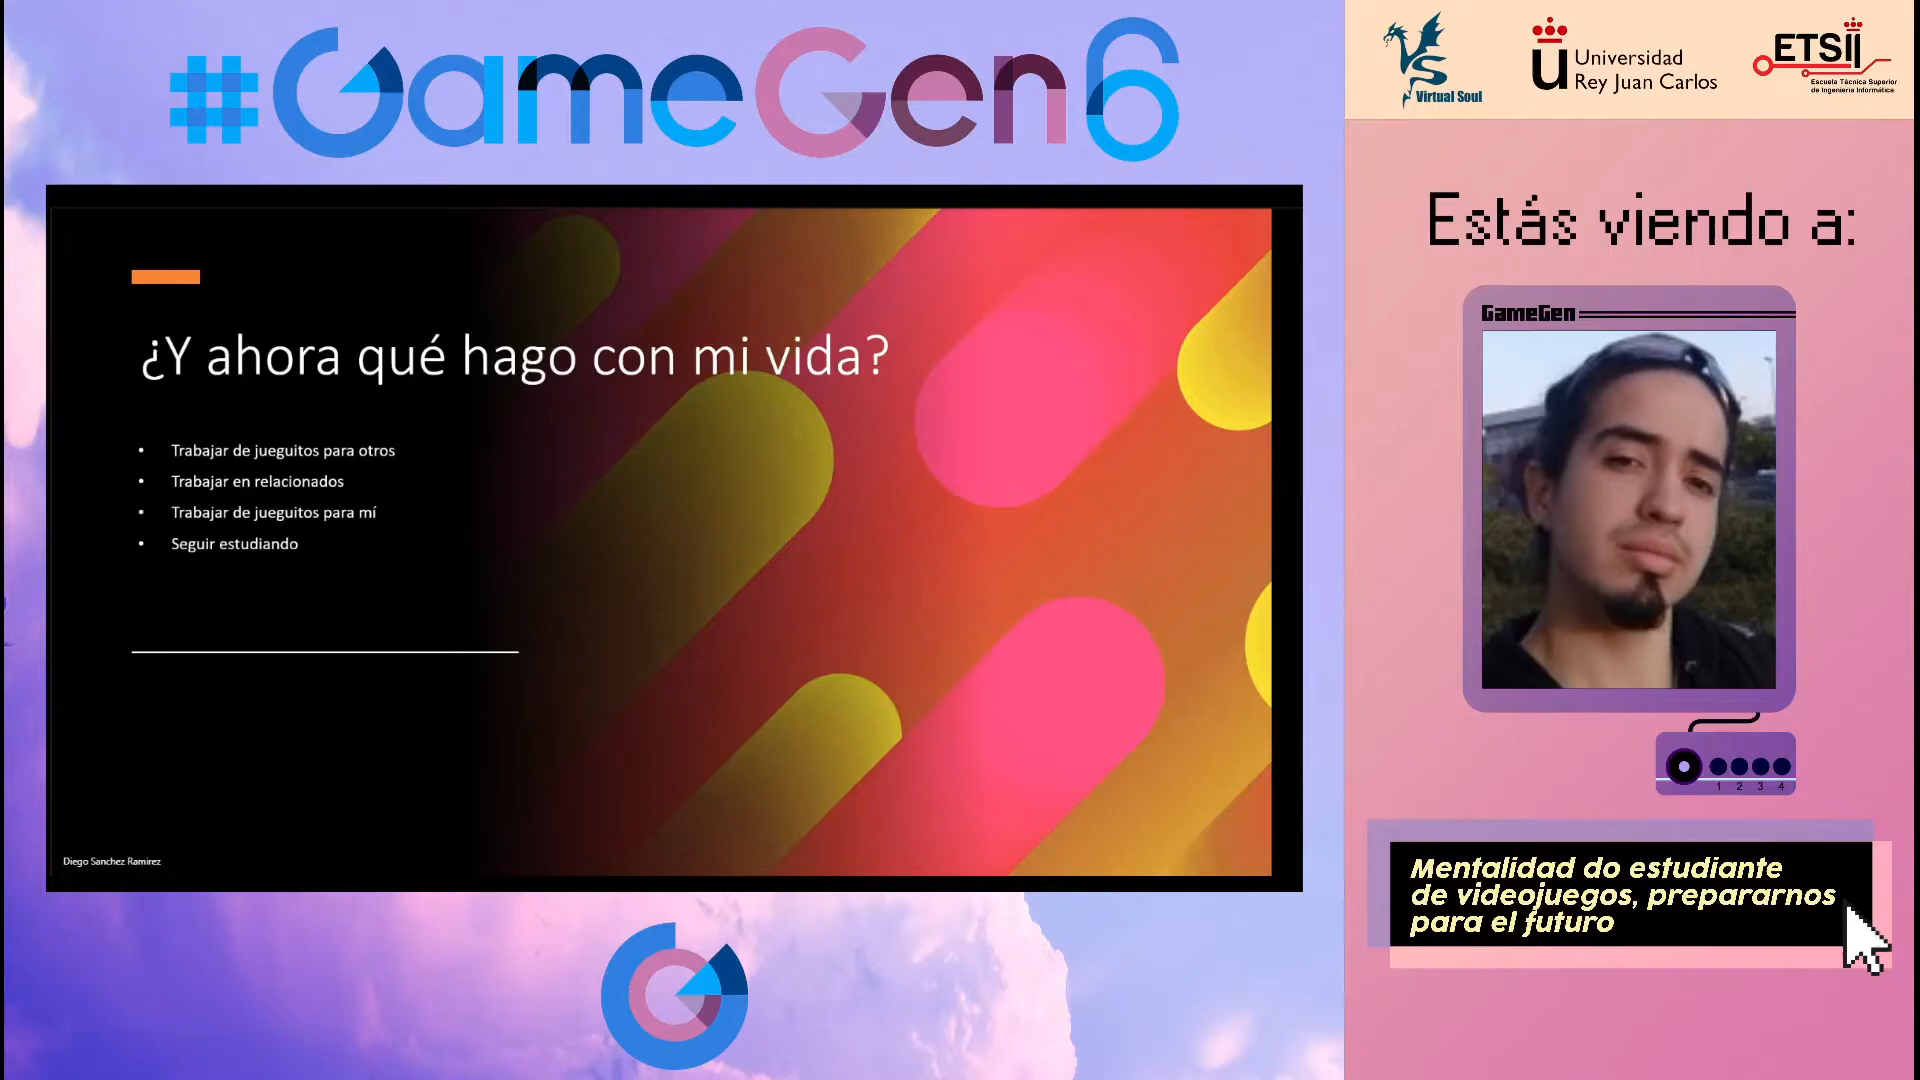 #GameGen6
Virtual Soul
Universidad
Rey Juan Carlos
ETSII
Escuela Técnica Superior
de Ingeniería Informática
¿Y ahora qué hago con mi vida?
• Trabajar de jueguitos para otros
• Trabajar en relacionados
• Trabajar de jueguitos para mí
• Seguir estudiando
Diego Sanchez Ramirez
Estás viendo a:
GameGen
1 2 3 4
Mentalidad do estudiante
de videojuegos, prepararnos
para el futuro